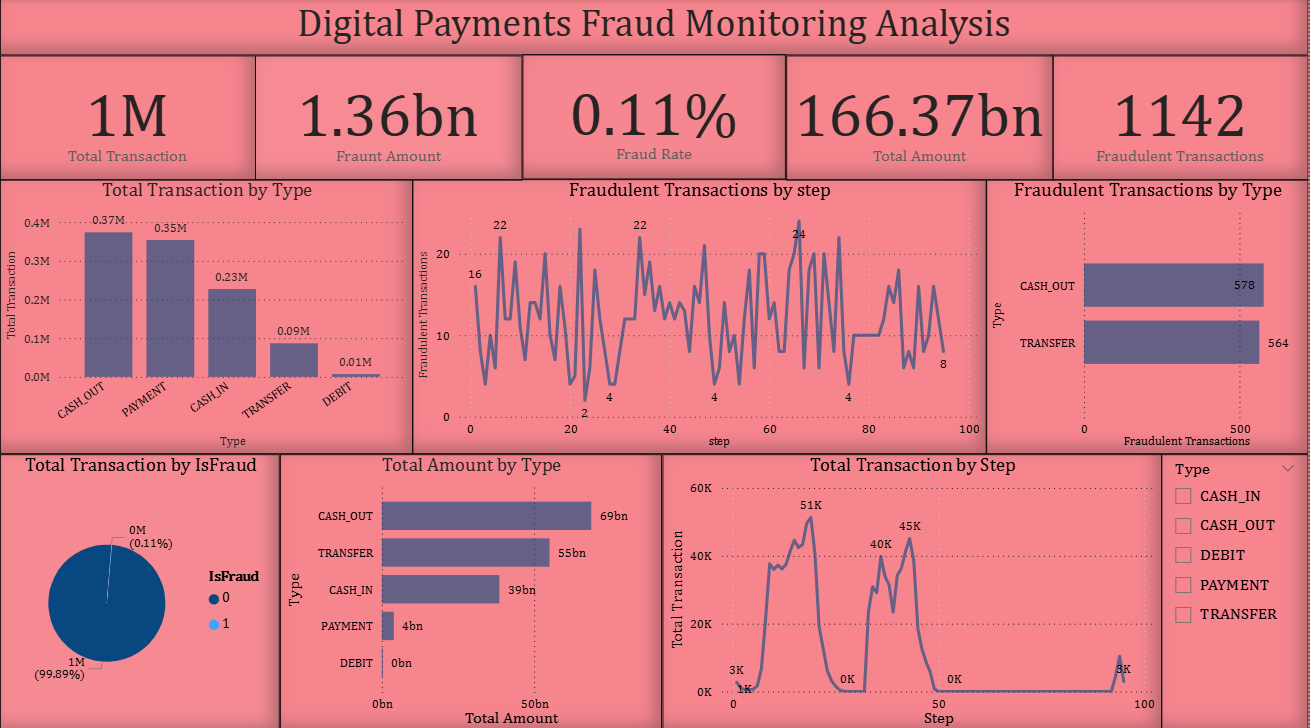 Digital Payments Fraud Monitoring Analysis
1M
Total Transaction
1.36bn
Fraunt Amount
0.11%
Fraud Rate
166.37bn
Total Amount
1142
Fraudulent Transactions
Total Transaction by Type
Total Transaction
0.4M
0.3M
0.2M
0.1M
0.0M
0.37M
0.35M
0.23M
0.09M
0.01M
CASH_OUT
PAYMENT
CASH_IN
TRANSFER
DEBIT
Type
Fraudulent Transactions by step
Fraudulent Transactions
20
10
0
16
22
2
4
22
4
24
4
8
0
20
40
60
80
100
step
Fraudulent Transactions by Type
Type
CASH_OUT
578
TRANSFER
564
0
500
Fraudulent Transactions
Total Transaction by IsFraud
0M
(0.11%)
1M
(99.89%)
IsFraud
0
1
Total Amount by Type
Type
CASH_OUT
69bn
TRANSFER
55bn
CASH_IN
39bn
PAYMENT
4bn
DEBIT
0bn
0bn
50bn
Total Amount
Total Transaction by Step
Total Transaction
60K
40K
20K
0K
3K
1K
51K
0K
40K
45K
0K
3K
0
50
100
Step
Type
CASH_IN
CASH_OUT
DEBIT
PAYMENT
TRANSFER